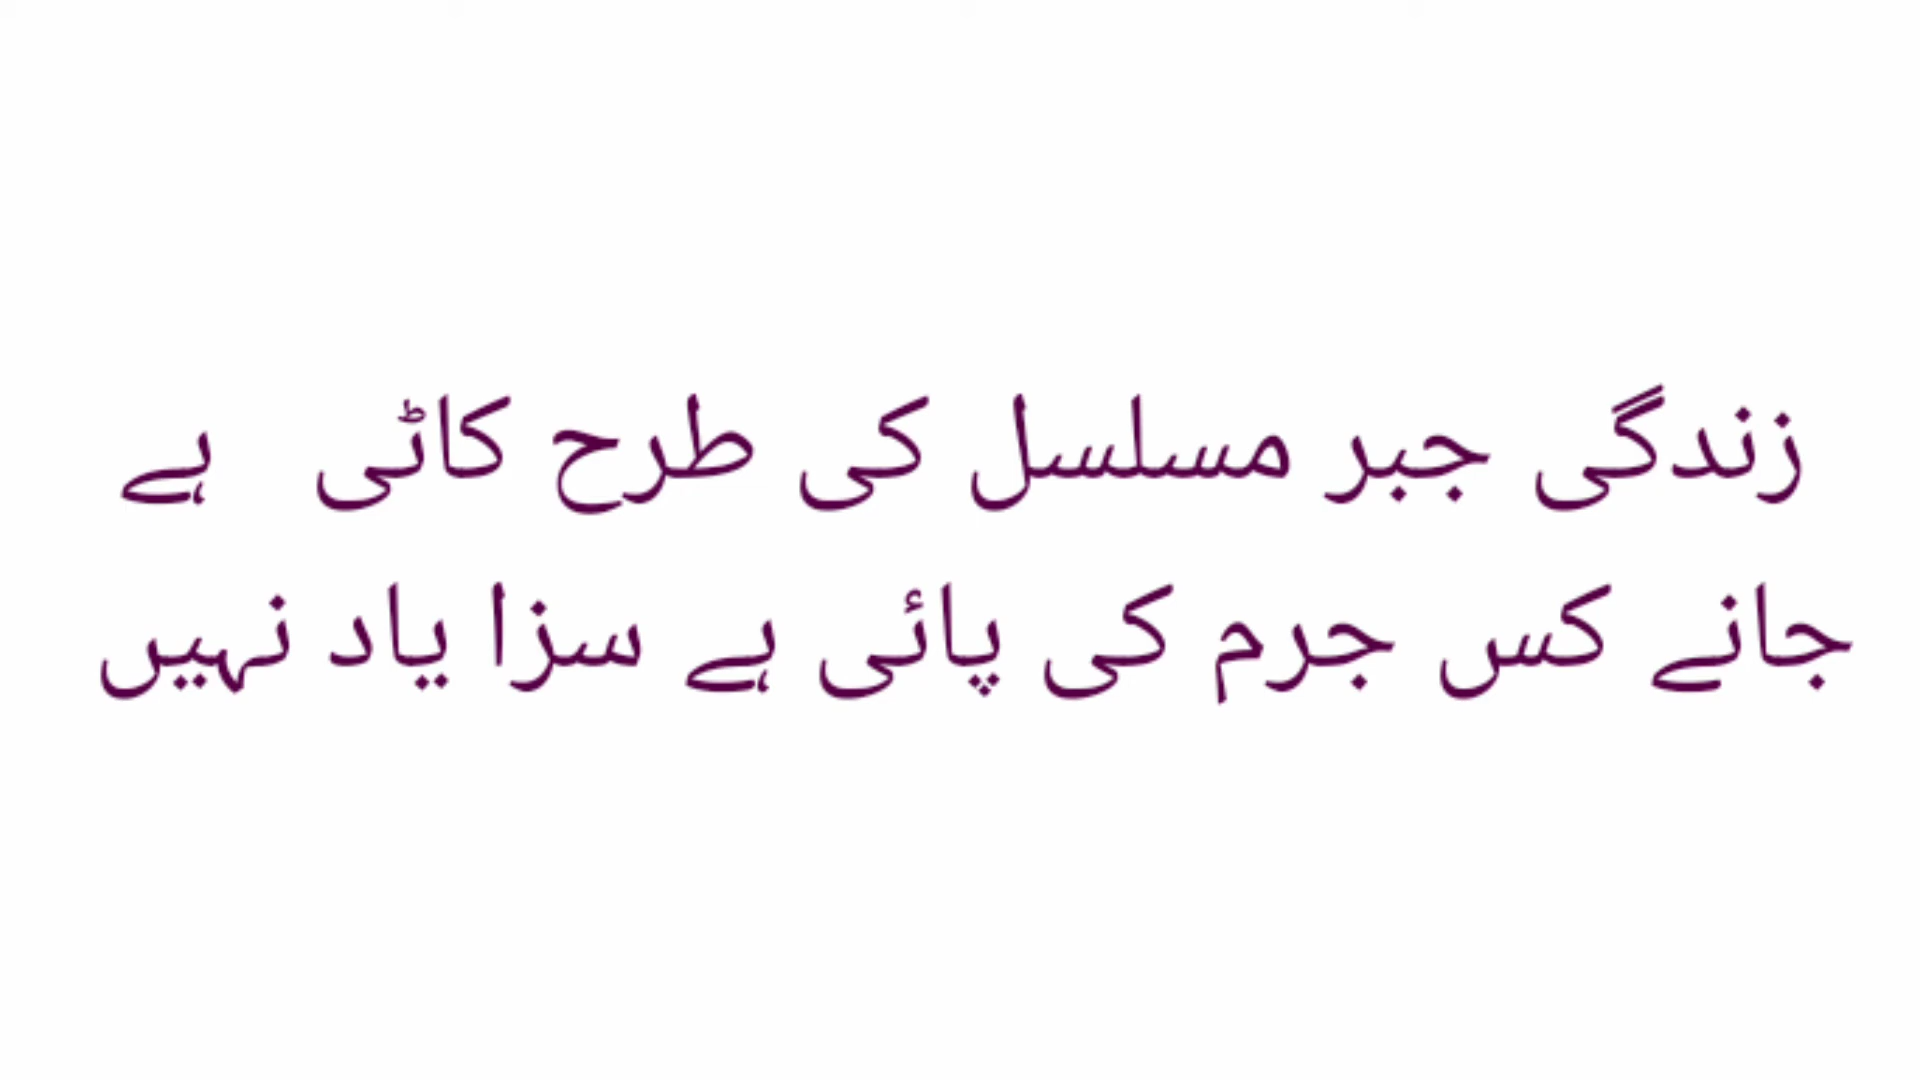 زندگی جبر مسلسل کی طرح کاٹی ہے
جانے کس جرم کی پائی ہے سزا یاد نہیں